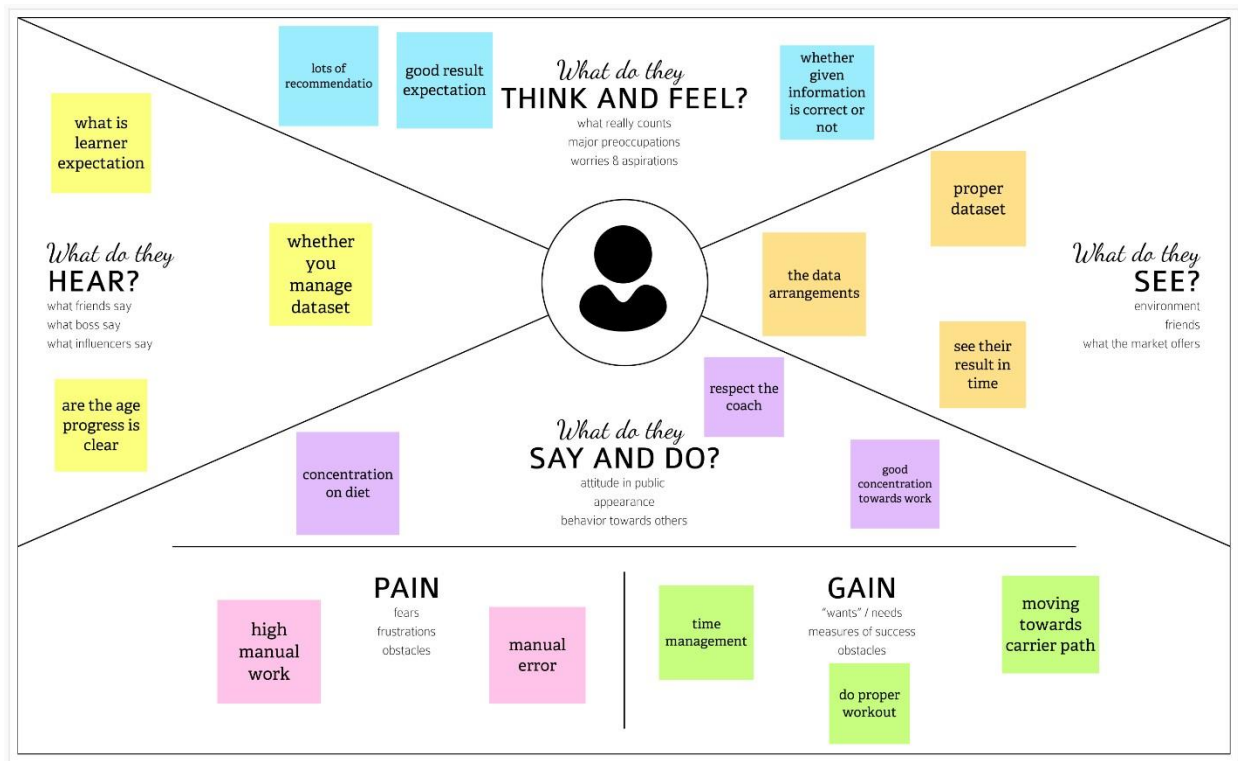 lots of
recommendatio
good result
expectation
What do they
THINK AND FEEL?
what really counts
major preoccupations
worries & aspirations
whether
given
information
is correct or
not
what is
learner
expectation
What do they
HEAR?
what friends say
what boss say
what influencers say
whether
you
manage
dataset
are the age
progress is
clear
proper
dataset
the data
arrangements
What do they
SEE?
environment
friends
what the market offers
see their
result in
time
respect the
coach
What do they
SAY AND DO?
attitude in public
appearance
behavior towards others
concentration
on diet
good
concentration
towards work
PAIN
fears
frustrations
obstacles
high
manual
work
manual
error
GAIN
"wants" / needs
measures of success
obstacles
time
management
do proper
workout
moving
towards
carrier path